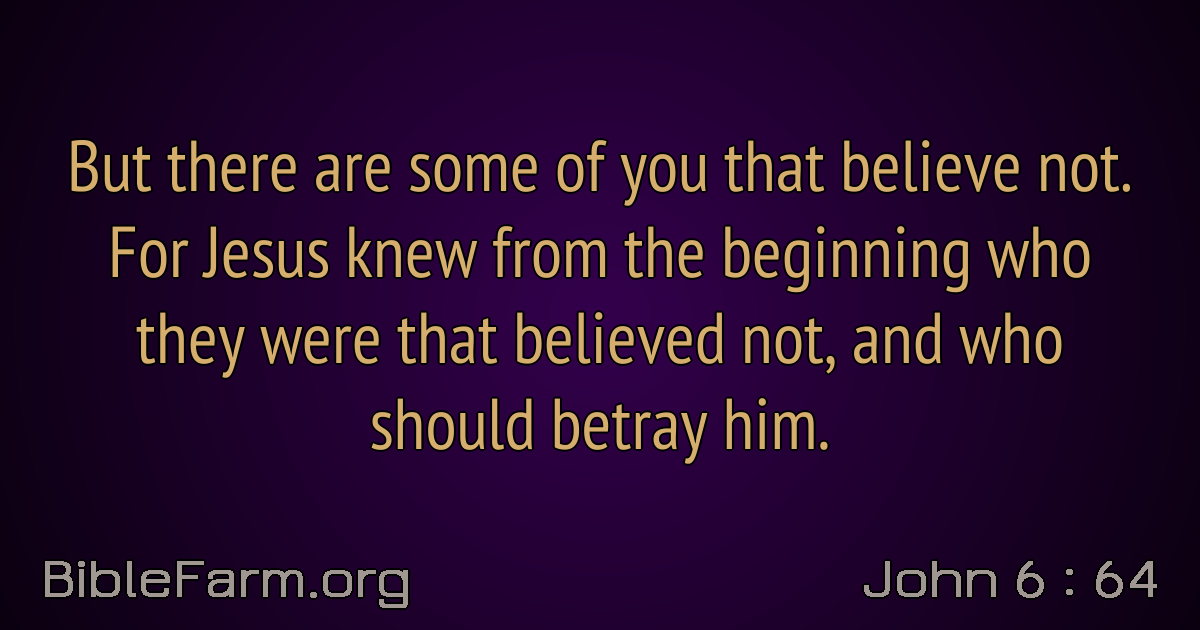 But there are some of you that believe not.
For Jesus knew from the beginning who
they were that believed not, and who
should betray him.
BibleFarm.org
John 6 : 64